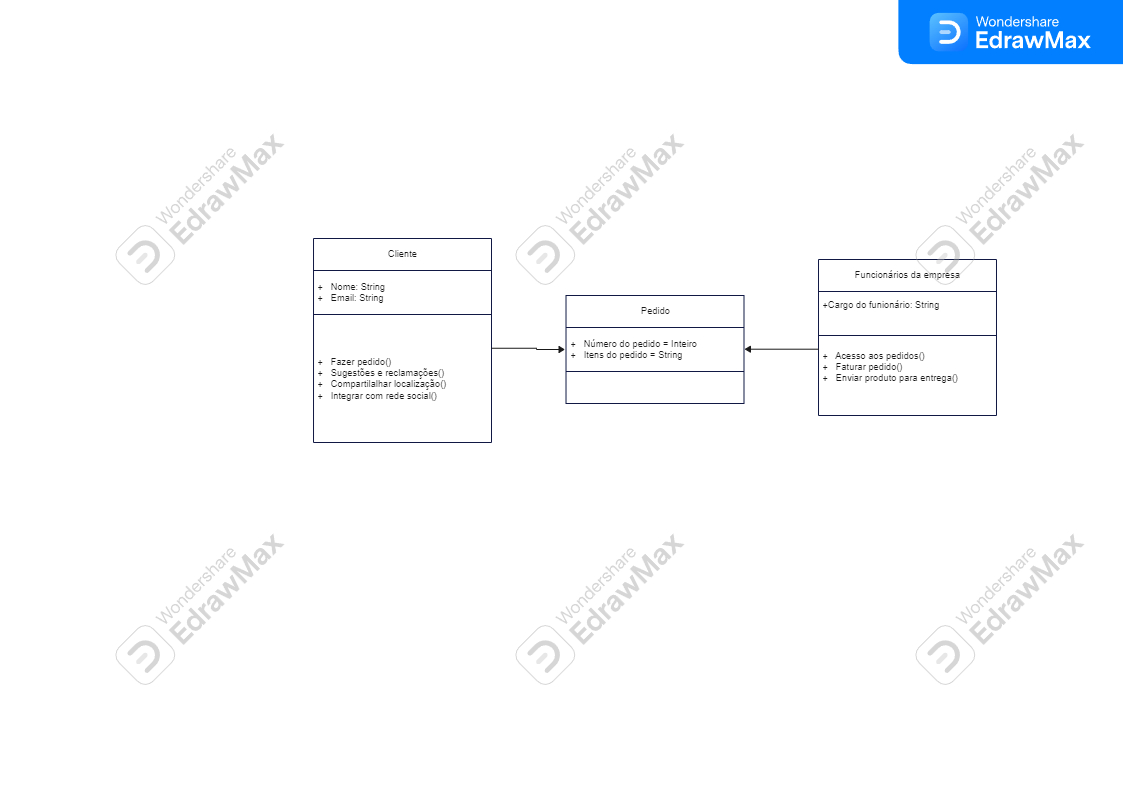 Wondershare
EdrawMax
Wondershare
EdrawMax
Wondershare
EdrawMax
Wondershare
EdrawMax
Cliente
+ Nome: String
+ Email: String
+ Fazer pedido()
+ Sugestões e reclamações()
+ Compartilalhar localização()
+ Integrar com rede social()
Pedido
+ Número do pedido = Inteiro
+ Itens do pedido = String
Funcionários da empresa
+Cargo do funionário: String
+ Acesso aos pedidos()
+ Faturar pedido()
+ Enviar produto para entrega()
Wondershare
EdrawMax
Wondershare
EdrawMax
Wondershare
EdrawMax